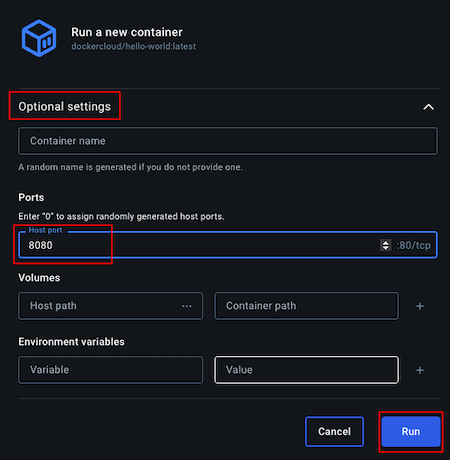 Run a new container
dockercloud/hello-world:latest
Optional settings
Container name
A random name is generated if you do not provide one.
Ports
Enter “0” to assign randomly generated host ports.
Host port
8080 :80/tcp
Volumes
Host path ... Container path +
Environment variables
Variable Value +
Cancel Run